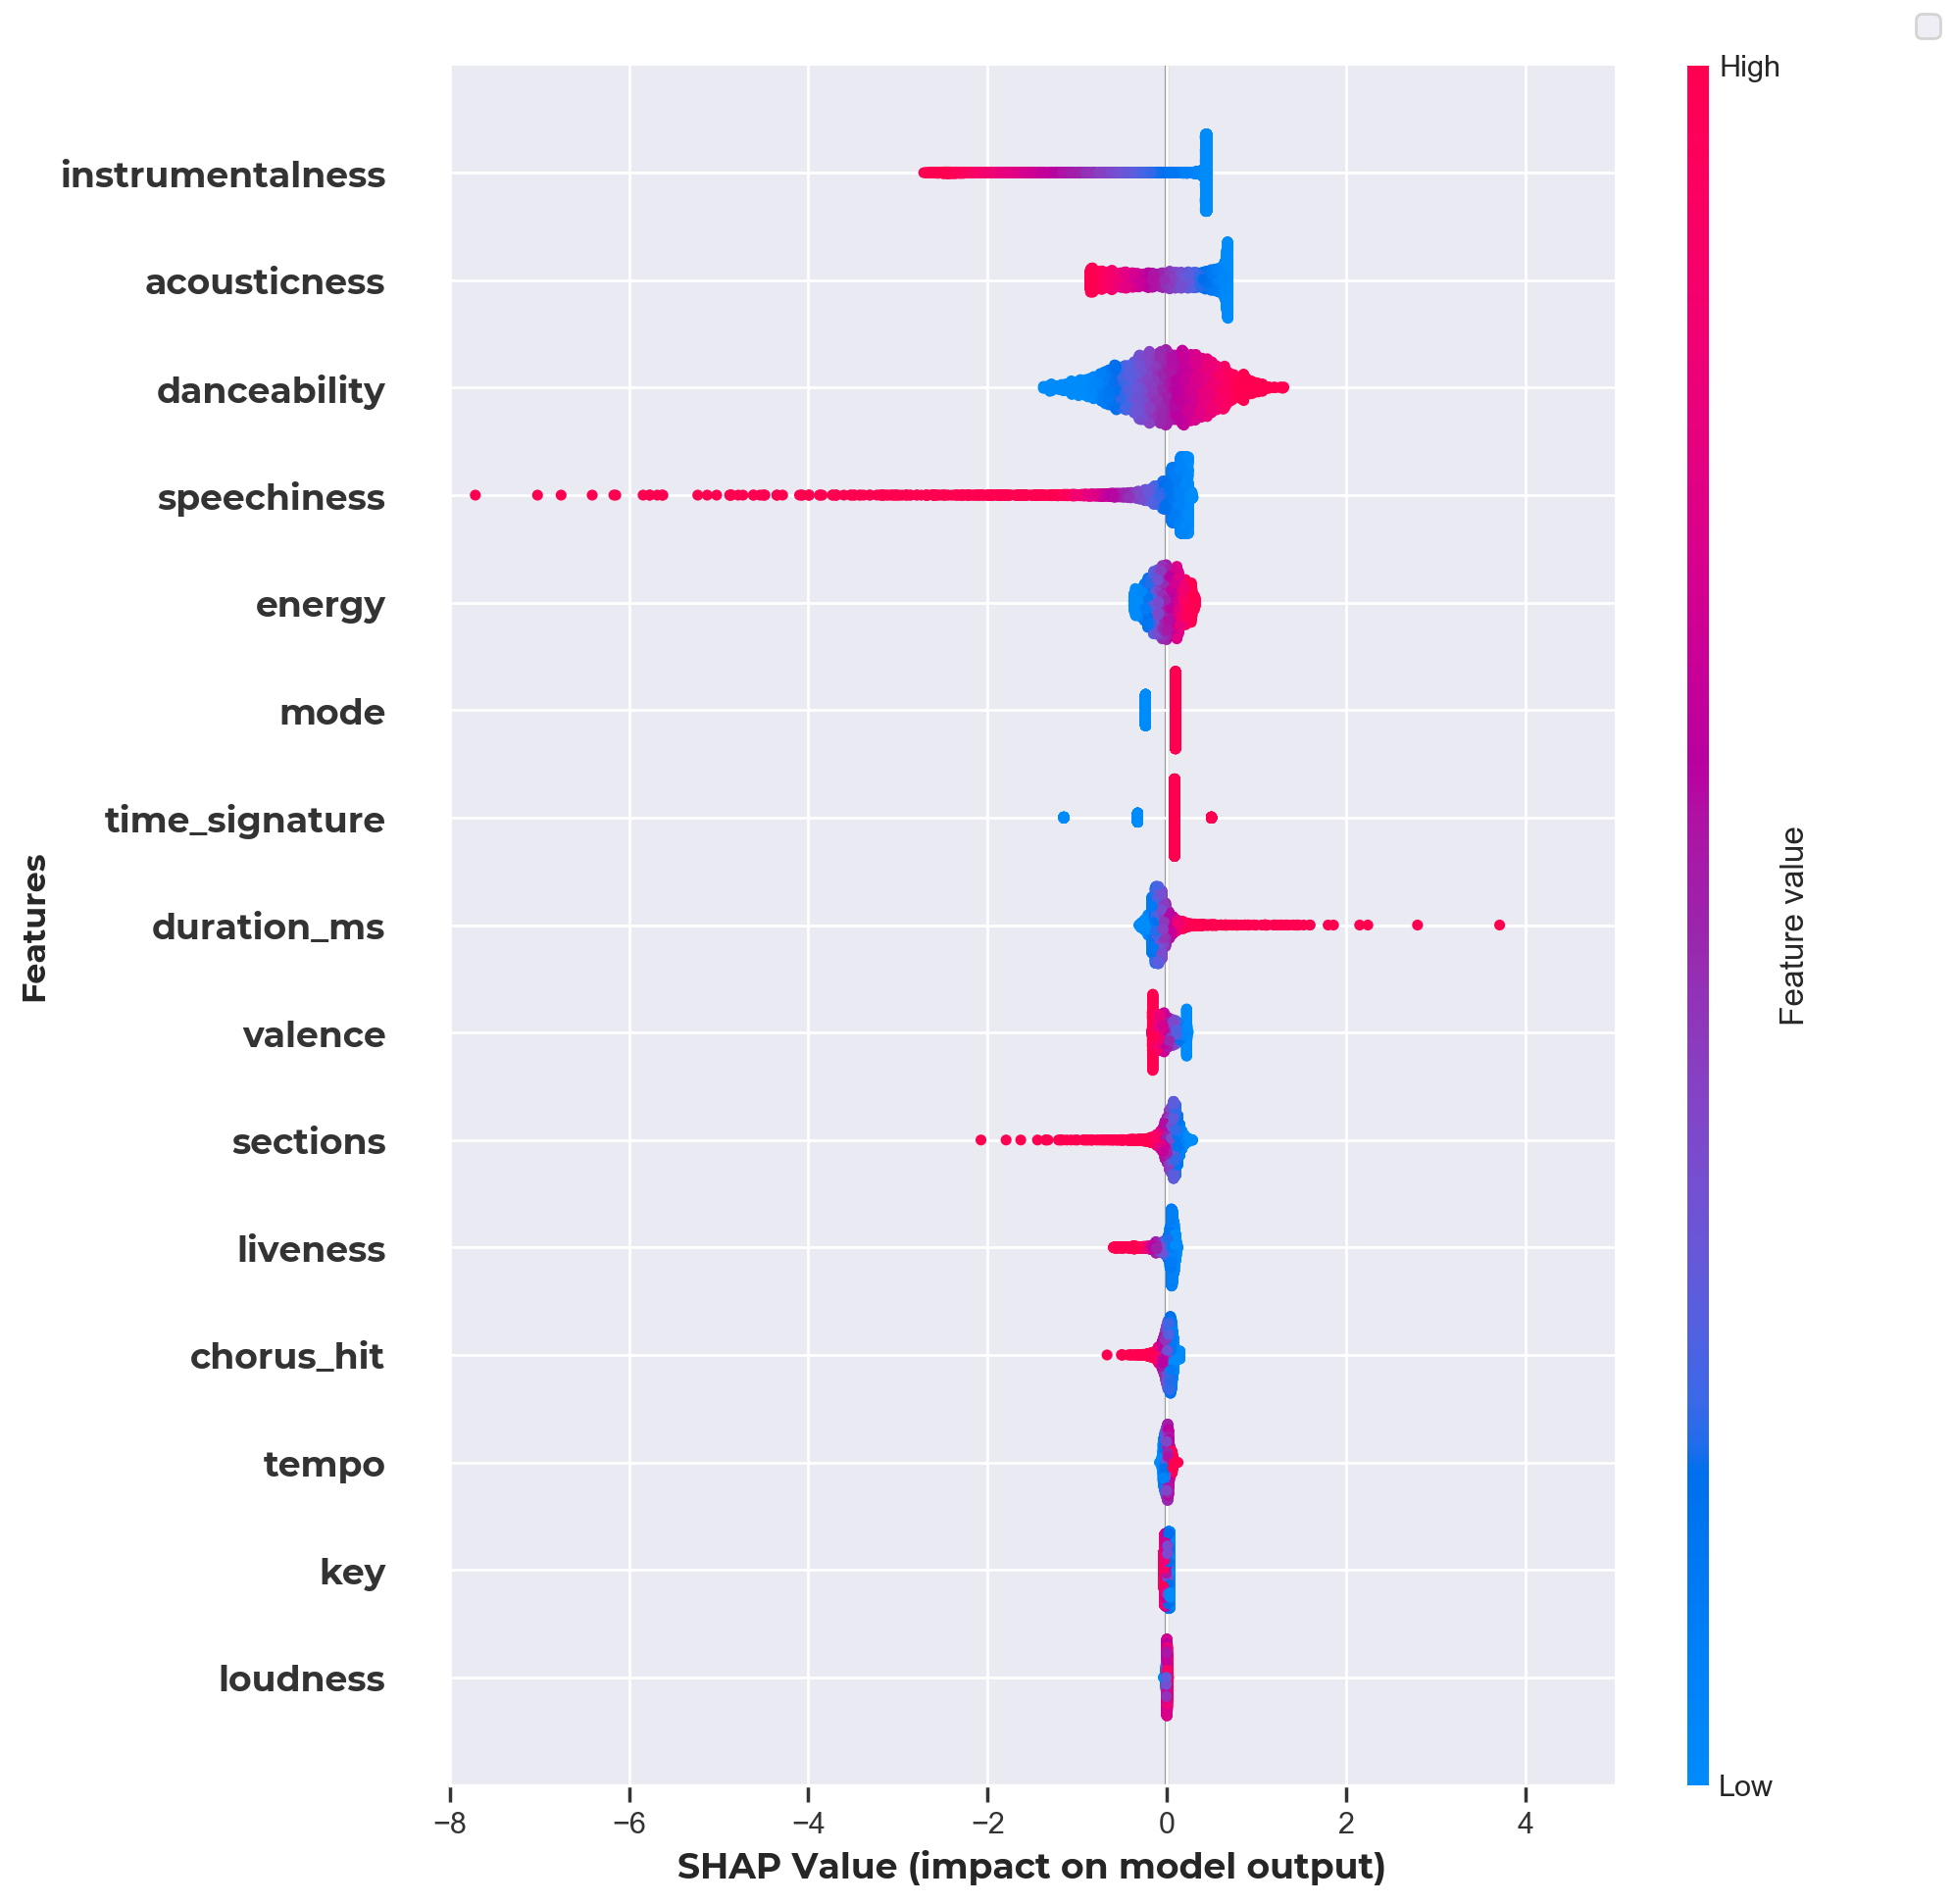 High
instrumentalness
acousticness
danceability
speechiness
energy
mode
time_signature
duration_ms
valence
sections
liveness
chorus_hit
tempo
key
loudness
Features
Feature value
Low
−8 −6 −4 −2 0 2 4
SHAP Value (impact on model output)